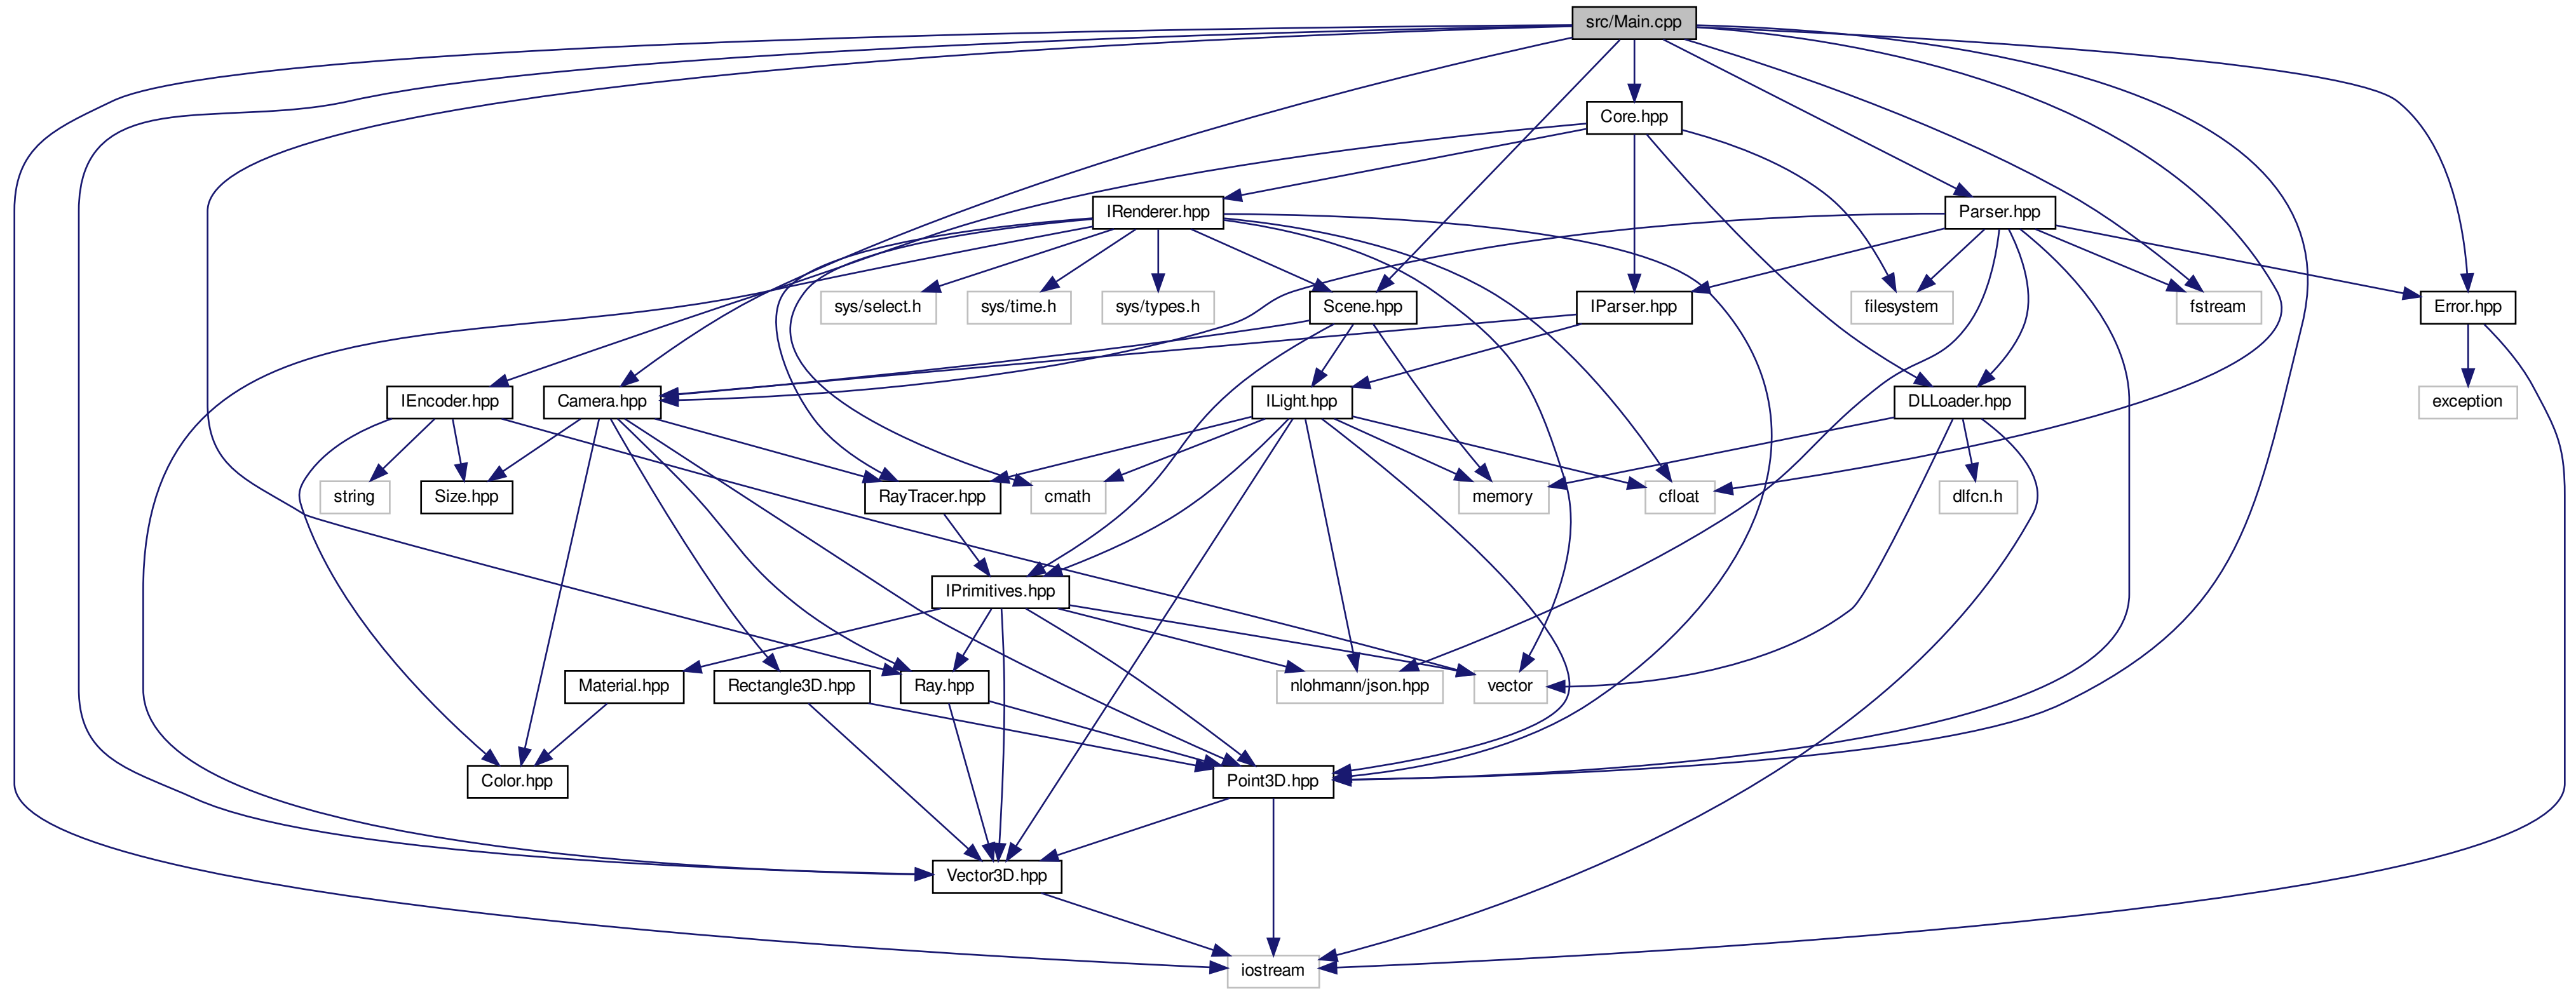 src/Main.cpp
Core.hpp
IRenderer.hpp
Parser.hpp
sys/select.h
sys/time.h
sys/types.h
Scene.hpp
IParser.hpp
filesystem
fstream
Error.hpp
IEncoder.hpp
Camera.hpp
ILight.hpp
DLLoader.hpp
exception
string
Size.hpp
RayTracer.hpp
cmath
memory
cfloat
dlfcn.h
IPrimitives.hpp
Material.hpp
Rectangle3D.hpp
Ray.hpp
nlohmann/json.hpp
vector
Color.hpp
Point3D.hpp
Vector3D.hpp
iostream